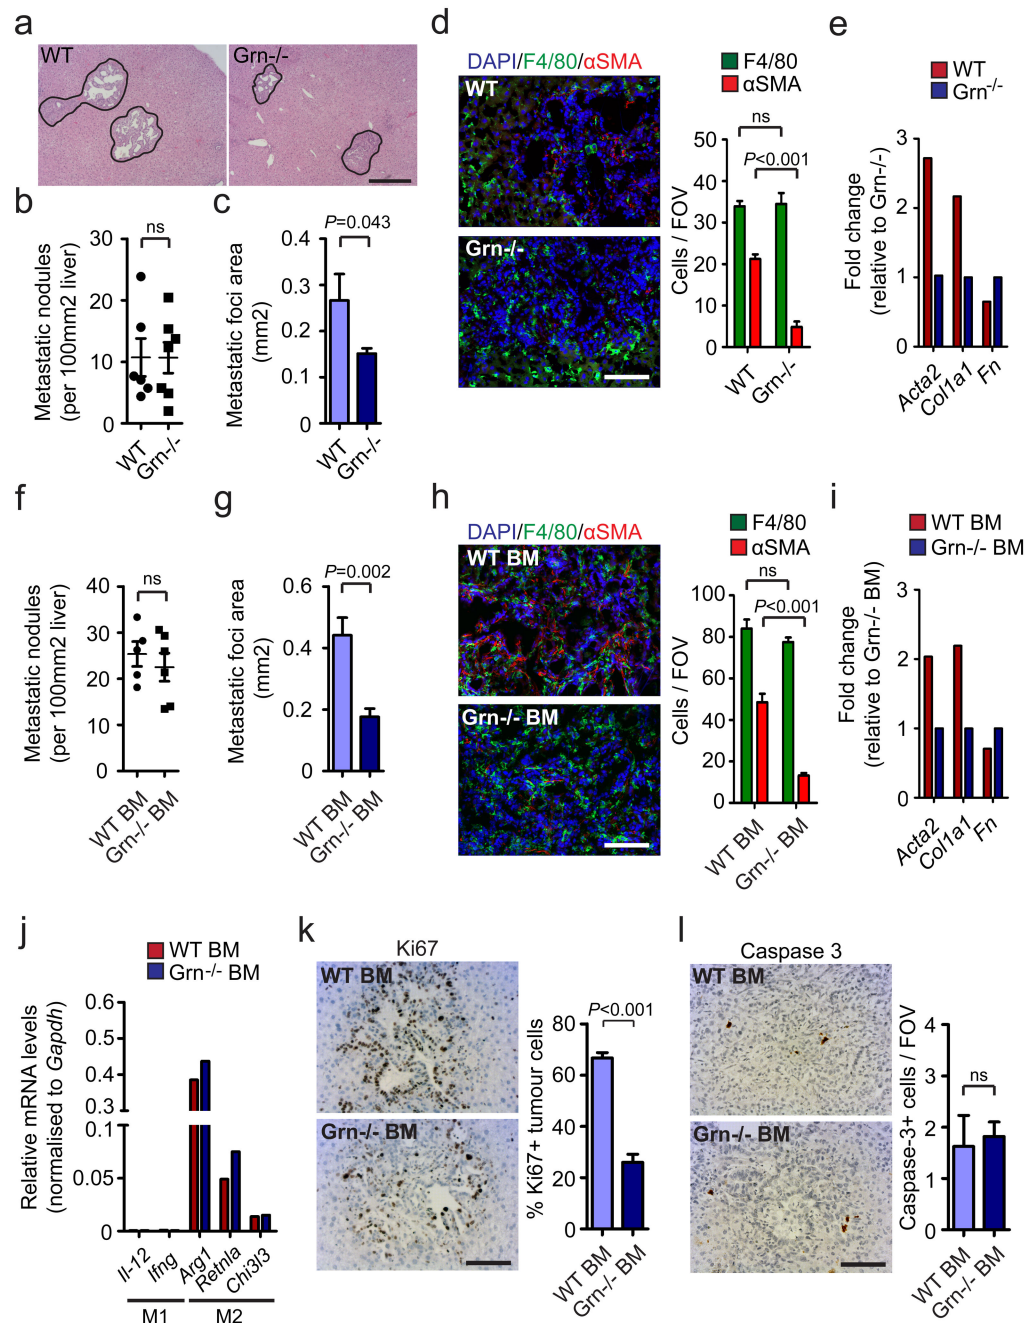 a
WT
Grn-/-
b
Metastatic nodules
(per 100mm2 liver)
30
20
10
0
ns
WT
Grn-/-
c
Metastatic foci area
(mm2)
0.4
0.3
0.2
0.1
0
P=0.043
WT
Grn-/-
d
DAPI/F4/80/αSMA
WT
Grn-/-
F4/80
αSMA
Cells / FOV
50
40
30
20
10
0
ns
P<0.001
WT
Grn-/-
e
WT
Grn-/-
Fold change
(relative to Grn-/-)
3
2
1
0
Acta2
Col1a1
Fn
f
Metastatic nodules
(per 100mm2 liver)
40
30
20
10
0
ns
WT BM
Grn-/- BM
g
Metastatic foci area
(mm2)
0.6
0.4
0.2
0
P=0.002
WT BM
Grn-/- BM
h
DAPI/F4/80/αSMA
WT BM
Grn-/- BM
F4/80
αSMA
Cells / FOV
100
80
60
40
20
0
ns
P<0.001
WT BM
Grn-/- BM
i
WT BM
Grn-/- BM
Fold change
(relative to Grn-/- BM)
3
2
1
0
Acta2
Col1a1
Fn
j
WT BM
Grn-/- BM
Relative mRNA levels
(normalised to Gapdh)
0.6
0.5
0.4
0.3
0.1
0.05
0
Il-12
Ifng
Arg1
Retnla
Chi3l3
M1
M2
k
Ki67
WT BM
Grn-/- BM
% Ki67+ tumour cells
80
60
40
20
0
P<0.001
WT BM
Grn-/- BM
l
Caspase 3
WT BM
Grn-/- BM
Caspase-3+ cells / FOV
4
3
2
1
0
ns
WT BM
Grn-/- BM